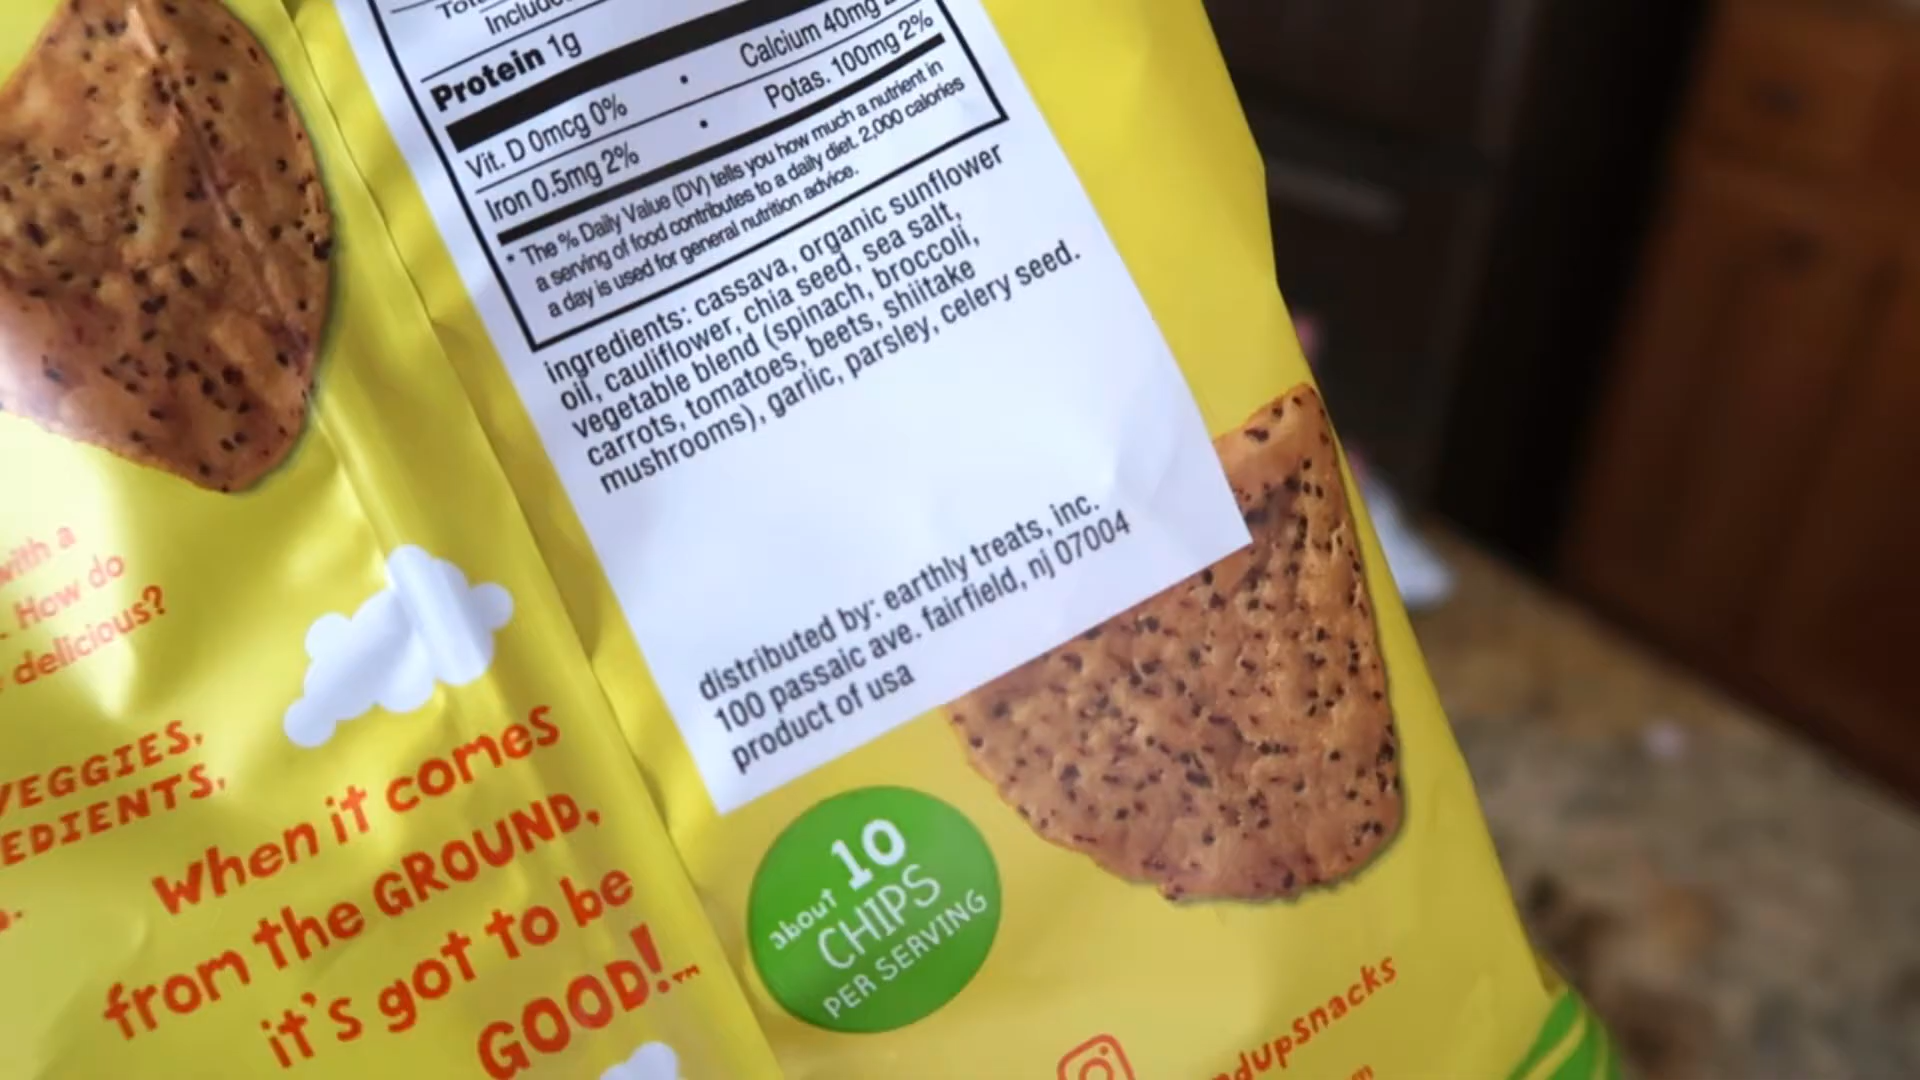 Protein 1g
Vit. D 0mcg 0% • Calcium 40mg
Iron 0.5mg 2% • Potas. 100mg 2%
* The % Daily Value (DV) tells you how much a nutrient in
a serving of food contributes to a daily diet. 2,000 calories
a day is used for general nutrition advice.
ingredients: cassava, organic sunflower
oil, cauliflower, chia seed, sea salt,
vegetable blend (spinach, broccoli,
carrots, tomatoes, beets, shiitake
mushrooms), garlic, parsley, celery seed.
distributed by: earthly treats, inc.
100 passaic ave. fairfield, nj 07004
product of usa
with a
. How do
delicious?
VEGGIES,
EDIENTS,
When it comes
from the GROUND,
it's got to be
GOOD!™
about 10
CHIPS
PER SERVING
dupsnacks